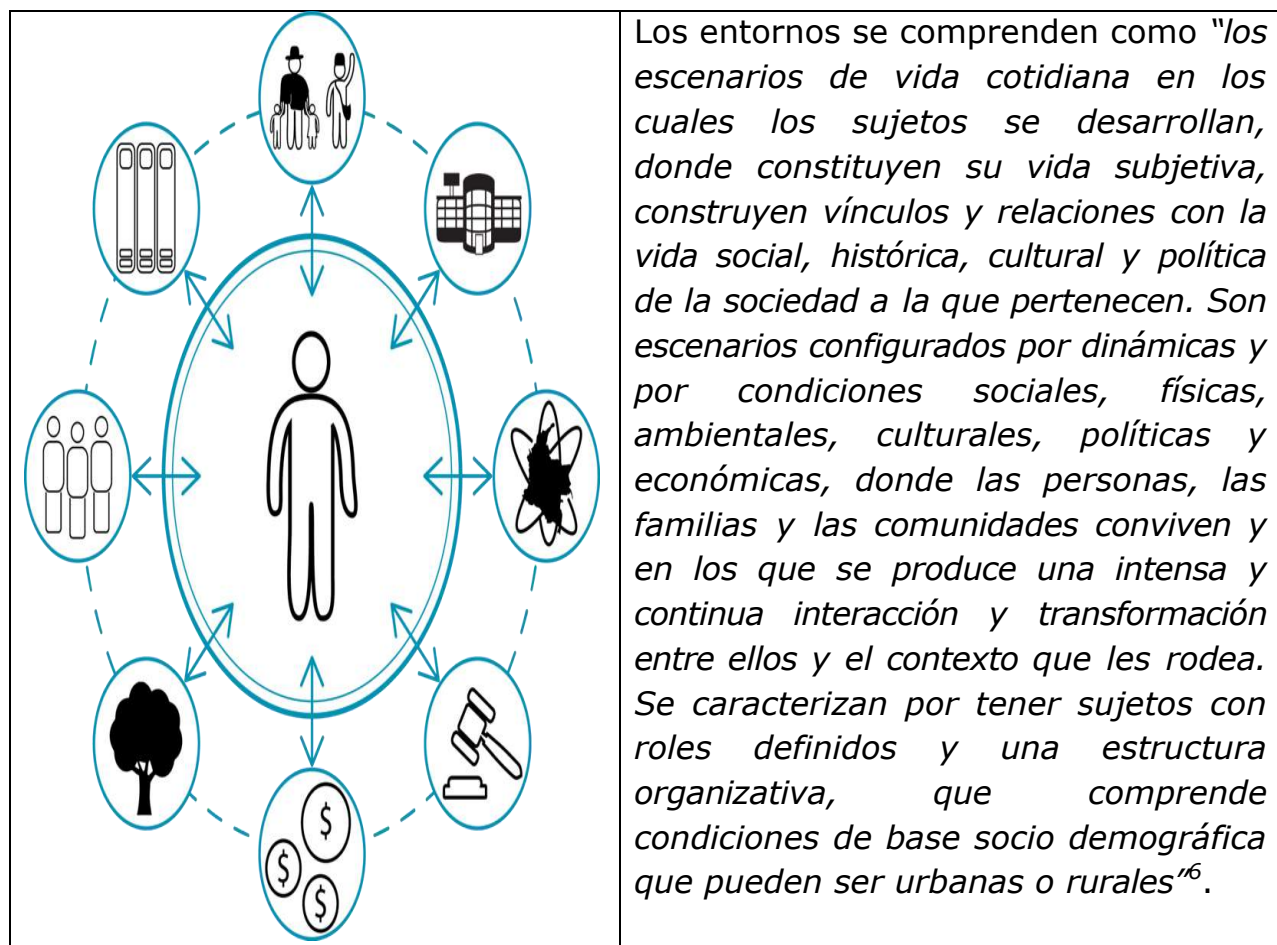 Los entornos se comprenden como “los
escenarios de vida cotidiana en los
cuales los sujetos se desarrollan,
donde constituyen su vida subjetiva,
construyen vínculos y relaciones con la
vida social, histórica, cultural y política
de la sociedad a la que pertenecen. Son
escenarios configurados por dinámicas y
por condiciones sociales, físicas,
ambientales, culturales, políticas y
económicas, donde las personas, las
familias y las comunidades conviven y
en los que se produce una intensa y
continua interacción y transformación
entre ellos y el contexto que les rodea.
Se caracterizan por tener sujetos con
roles definidos y una estructura
organizativa, que comprende
condiciones de base socio demográfica
que pueden ser urbanas o rurales”⁶.
$
$
$